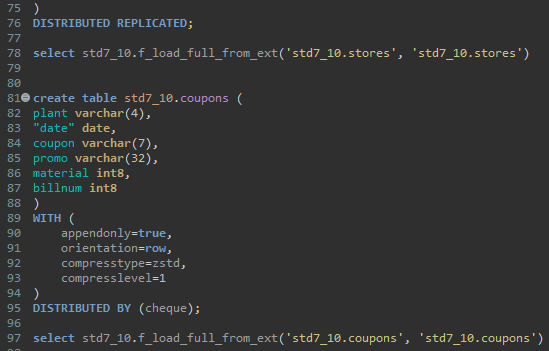 75 )
76 DISTRIBUTED REPLICATED;
77
78 select std7_10.f_load_full_from_ext('std7_10.stores', 'std7_10.stores')
79
80
81 create table std7_10.coupons (
82 plant varchar(4),
83 "date" date,
84 coupon varchar(7),
85 promo varchar(32),
86 material int8,
87 billnum int8
88 )
89 WITH (
90     appendonly=true,
91     orientation=row,
92     compresstype=zstd,
93     compresslevel=1
94 )
95 DISTRIBUTED BY (cheque);
96
97 select std7_10.f_load_full_from_ext('std7_10.coupons', 'std7_10.coupons')